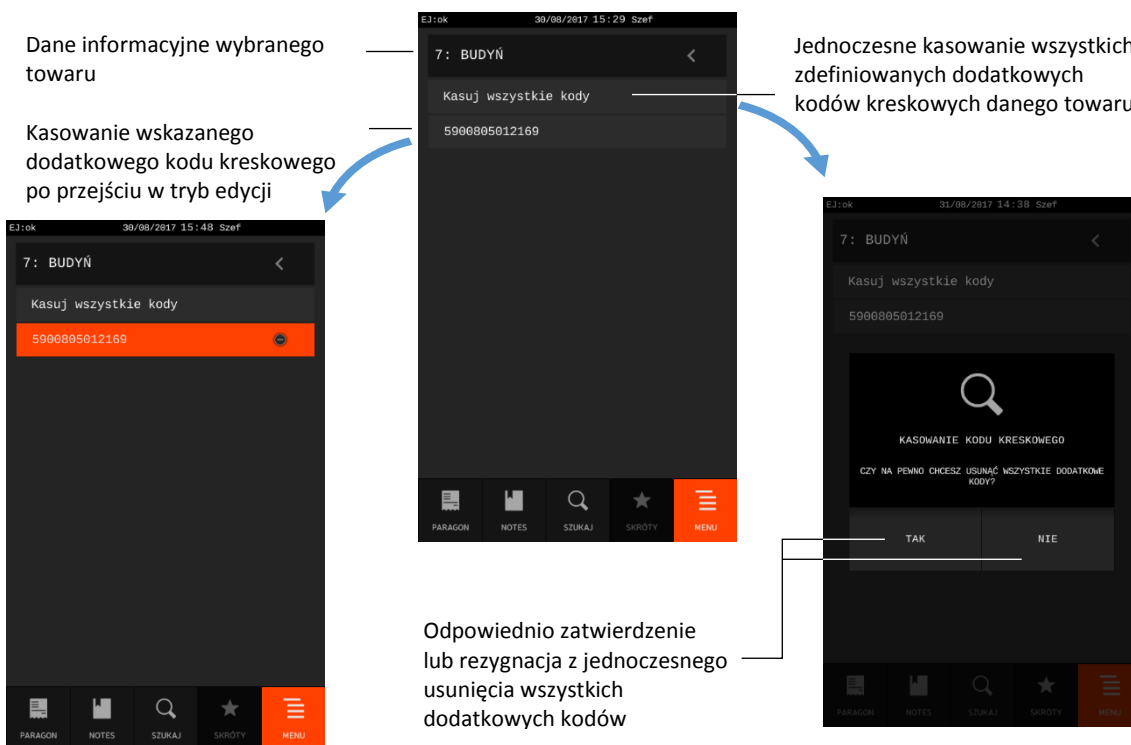 Dane informacyjne wybranego
towaru
Kasowanie wskazanego
dodatkowego kodu kreskowego
po przejściu w tryb edycji
EJ:ok 30/08/2017 15:29 Szef
7: BUDYŃ
Kasuj wszystkie kody
5900805012169
PARAGON NOTES SZUKAJ SKRÓTY MENU
Jednoczesne kasowanie wszystkich
zdefiniowanych dodatkowych
kodów kreskowych danego towaru
EJ:ok 30/08/2017 15:48 Szef
7: BUDYŃ
Kasuj wszystkie kody
5900805012169
PARAGON NOTES SZUKAJ SKRÓTY MENU
EJ:ok 31/08/2017 14:38 Szef
7: BUDYŃ
Kasuj wszystkie kody
5900805012169
KASOWANIE KODU KRESKOWEGO
CZY NA PEWNO CHCESZ USUNĄĆ WSZYSTKIE DODATKOWE
KODY?
TAK NIE
PARAGON NOTES SZUKAJ SKRÓTY MENU
Odpowiednio zatwierdzenie
lub rezygnacja z jednoczesnego
usunięcia wszystkich
dodatkowych kodów